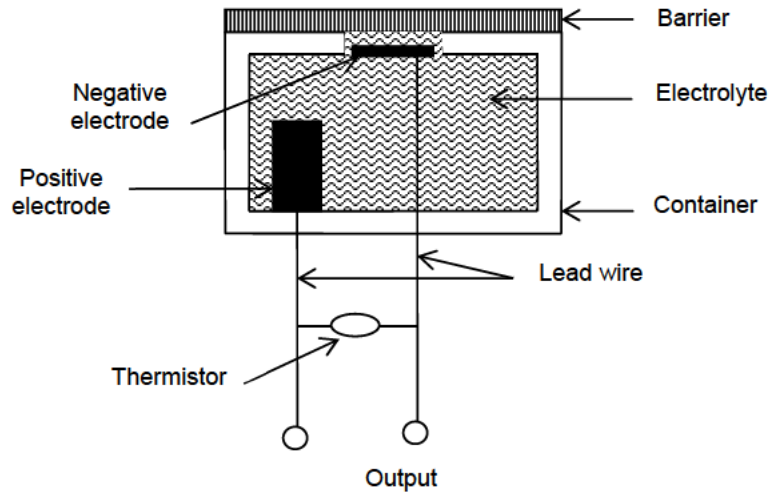 Barrier
Negative
electrode
Electrolyte
Positive
electrode
Container
Lead wire
Thermistor
Output